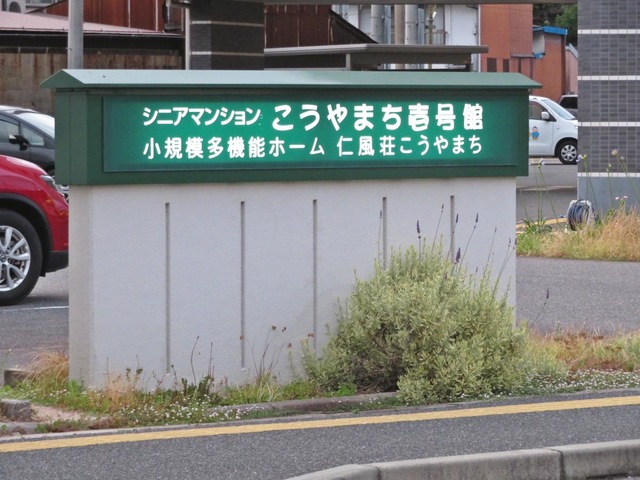 シニアマンション こうやまち壱号館
小規模多機能ホーム 仁風荘こうやまち